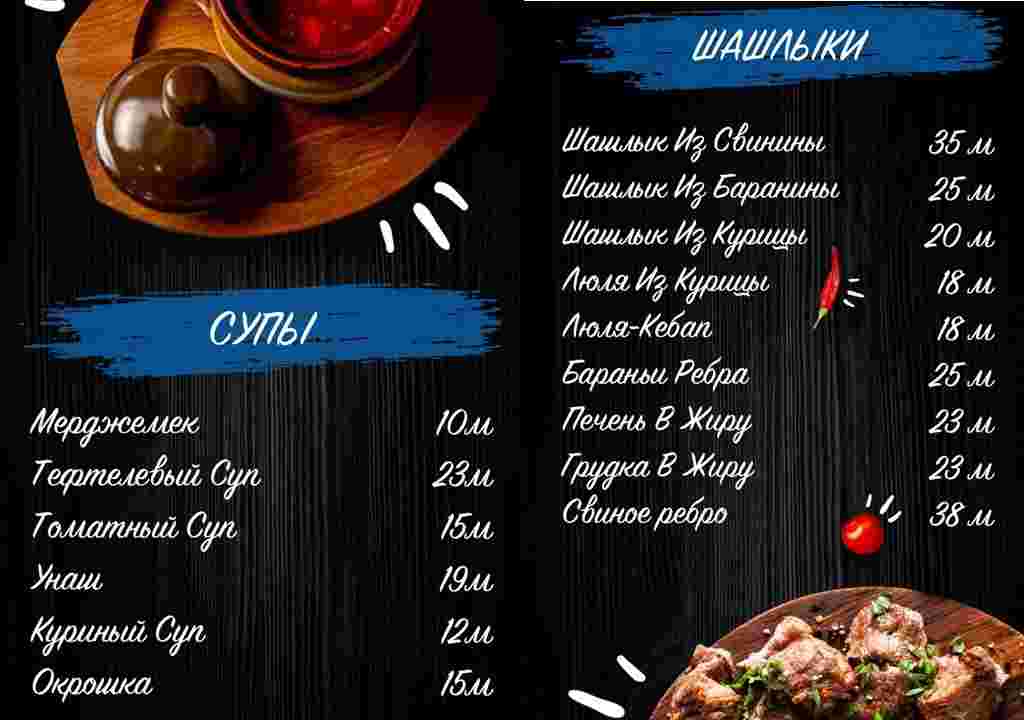 СУПЫ
Мерджемек 10м
Тефтелевый Суп 23м
Томатный Суп 15м
Унаш 19м
Куриный Суп 12м
Окрошка 15м
ШАШЛЫКИ
Шашлык Из Свинины 35 м
Шашлык Из Баранины 25 м
Шашлык Из Курицы 20 м
Люля Из Курицы 18 м
Люля-Кебап 18 м
Бараньи Ребра 25 м
Печень В Жиру 23 м
Грудка В Жиру 23 м
Свиное ребро 38 м